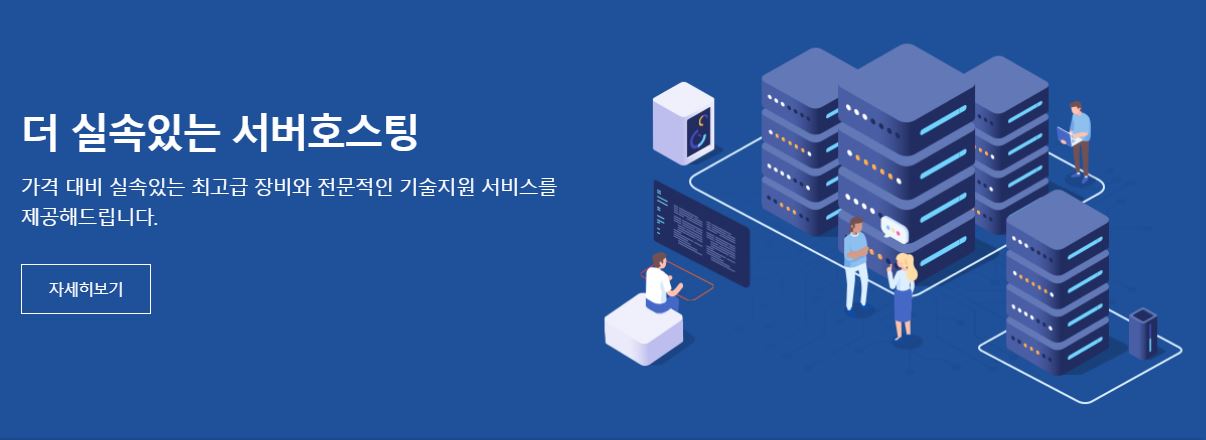 더 실속있는 서버호스팅
가격 대비 실속있는 최고급 장비와 전문적인 기술지원 서비스를
제공해드립니다.
자세히보기